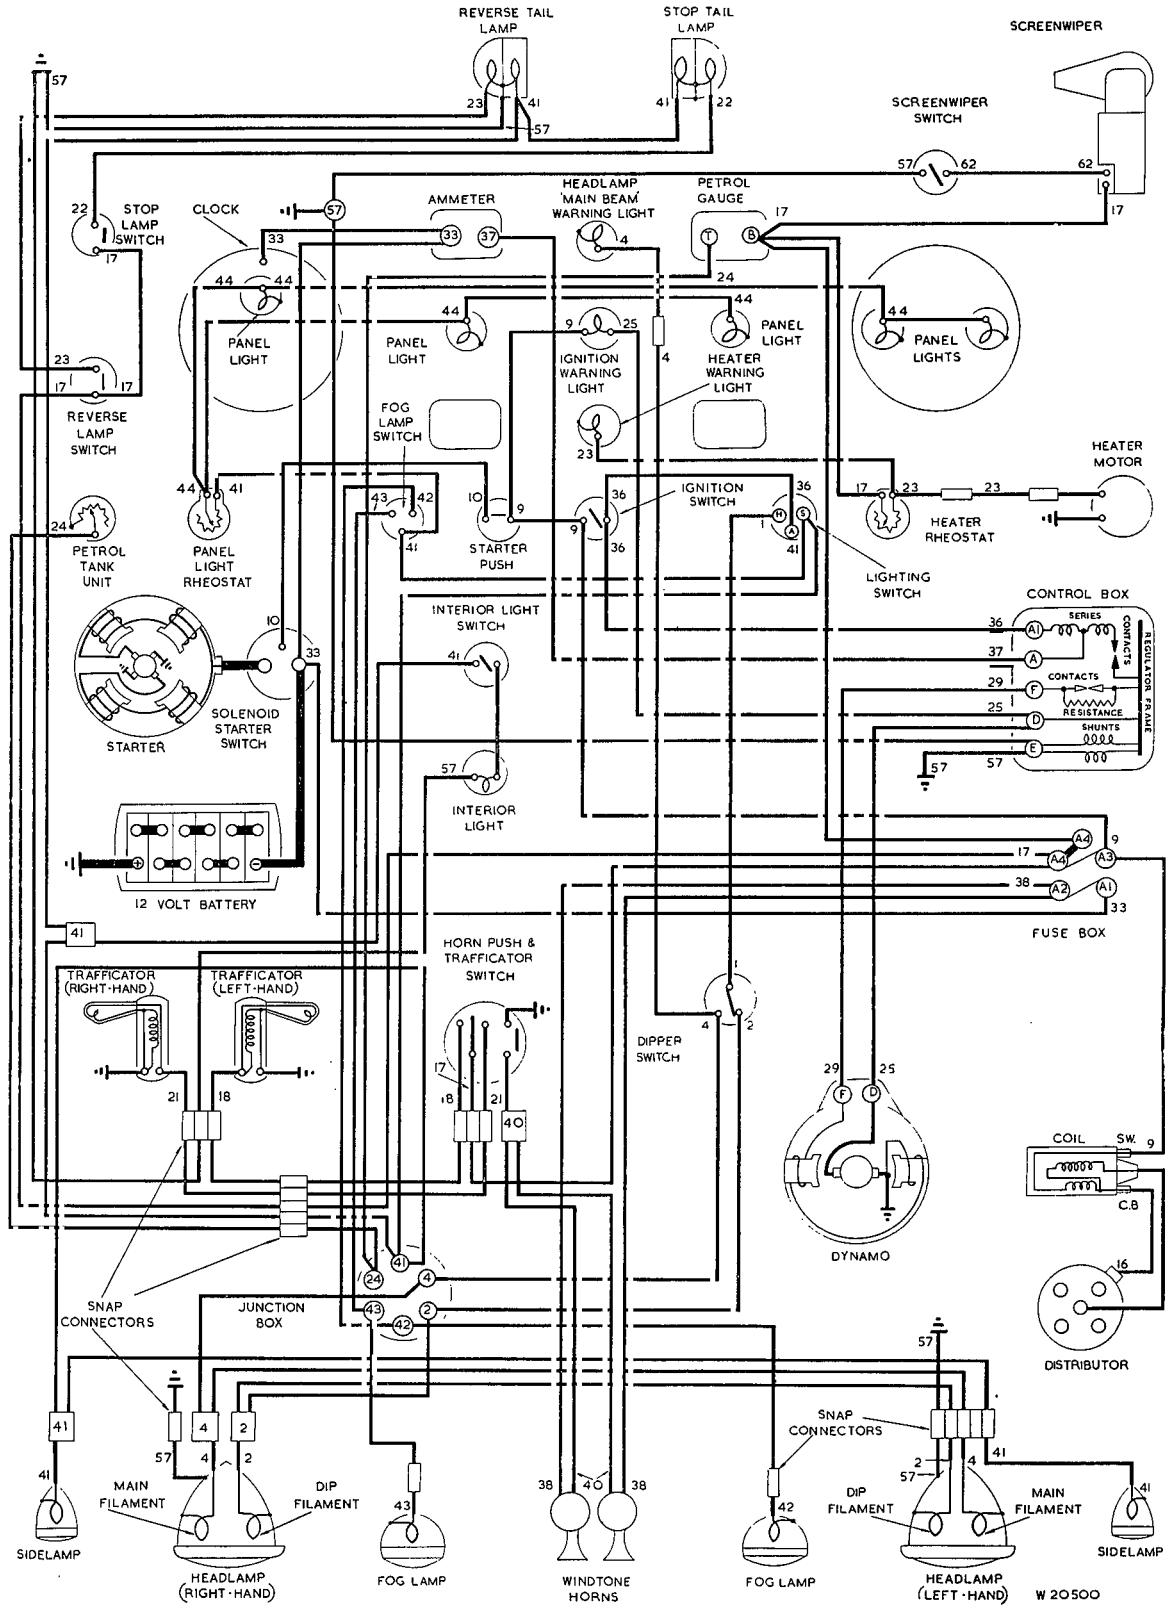 REVERSE TAIL
LAMP
STOP TAIL
LAMP
SCREENWIPER
57
23
41
57
41
22
SCREENWIPER
SWITCH
57
62
62
17
22
STOP
LAMP
SWITCH
17
CLOCK
33
57
AMMETER
33
37
HEADLAMP
'MAIN BEAM'
WARNING LIGHT
4
PETROL
GAUGE
T
B
17
24
44
44
PANEL
LIGHT
44
PANEL
LIGHT
9
25
IGNITION
WARNING
LIGHT
4
44
PANEL
LIGHT
HEATER
WARNING
LIGHT
44
PANEL
LIGHTS
23
17
17
REVERSE
LAMP
SWITCH
FOG
LAMP
SWITCH
23
HEATER
MOTOR
24
PETROL
TANK
UNIT
44
41
PANEL
LIGHT
RHEOSTAT
43
42
41
10
9
STARTER
PUSH
9
36
36
IGNITION
SWITCH
36
1
H
S
A
41
LIGHTING
SWITCH
17
23
23
HEATER
RHEOSTAT
STARTER
10
33
SOLENOID
STARTER
SWITCH
INTERIOR LIGHT
SWITCH
41
57
INTERIOR
LIGHT
CONTROL BOX
36
A1
SERIES
CONTACTS
REGULATOR FRAME
37
A
29
F
CONTACTS
RESISTANCE
25
D
SHUNTS
57
57
E
12 VOLT BATTERY
17
A4
A4
9
A3
38
A2
A1
33
FUSE BOX
41
TRAFFICATOR
(RIGHT-HAND)
TRAFFICATOR
(LEFT-HAND)
21
18
HORN PUSH &
TRAFFICATOR
SWITCH
17
18
21
40
1
4
2
DIPPER
SWITCH
29
25
F
D
DYNAMO
COIL
SW.
9
C.B
16
DISTRIBUTOR
SNAP
CONNECTORS
JUNCTION
BOX
41
24
4
43
2
42
57
41
4
2
57
4
2
41
SIDELAMP
MAIN
FILAMENT
DIP
FILAMENT
HEADLAMP
(RIGHT-HAND)
43
FOG LAMP
38
40
38
WINDTONE
HORNS
SNAP
CONNECTORS
42
FOG LAMP
2
57
4
41
DIP
FILAMENT
MAIN
FILAMENT
HEADLAMP
(LEFT-HAND)
41
SIDELAMP
W 20500